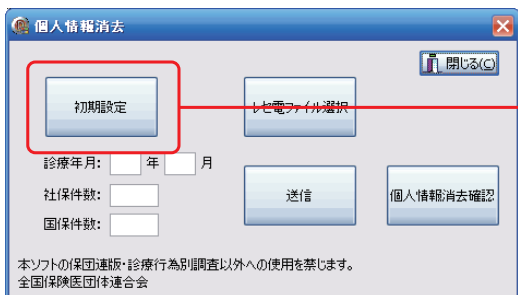 個人情報消去
閉じる(C)
初期設定
レセ電ファイル選択
診療年月: 年 月
社保件数:
送信
個人情報消去確認
国保件数:
本ソフトの保団連版・診療行為別調査以外への使用を禁じます。
全国保険医団体連合会